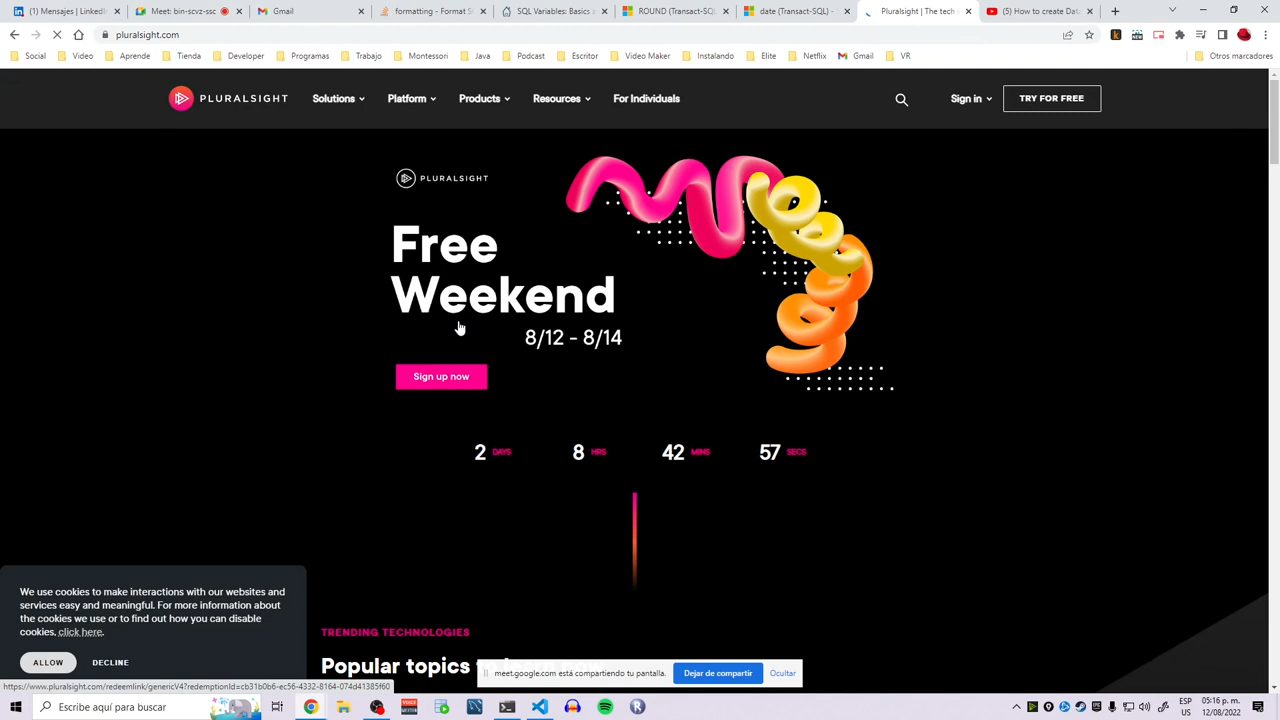 (1) Mensajes | LinkedIn
Meet: bin-scvz-ssc
Gmail
formatting - Format S
SQL Variables: Basics
ROUND (Transact-SQL)
date (Transact-SQL) -
Pluralsight | The tech
(5) How to create Dat
pluralsight.com
Social
Video
Aprende
Tienda
Developer
Programas
Trabajo
Montessori
Java
Podcast
Escritor
Video Maker
Instalando
Elite
Netflix
Gmail
VR
Otros marcadores
PLURALSIGHT
Solutions
Platform
Products
Resources
For Individuals
Sign in
TRY FOR FREE
PLURALSIGHT
Free
Weekend
8/12 - 8/14
Sign up now
2 DAYS 8 HRS 42 MINS 57 SECS
We use cookies to make interactions with our websites and
services easy and meaningful. For more information about
the cookies we use or to find out how you can disable
cookies, click here.
ALLOW
DECLINE
TRENDING TECHNOLOGIES
Popular topics
meet.google.com está compartiendo tu pantalla.
Dejar de compartir
Ocultar
https://www.pluralsight.com/redeemlink/genericV4?redemptionId=cb31b0b6-ec56-4332-8164-074d41385f60
Escribe aquí para buscar
ESP
US
05:16 p. m.
12/08/2022